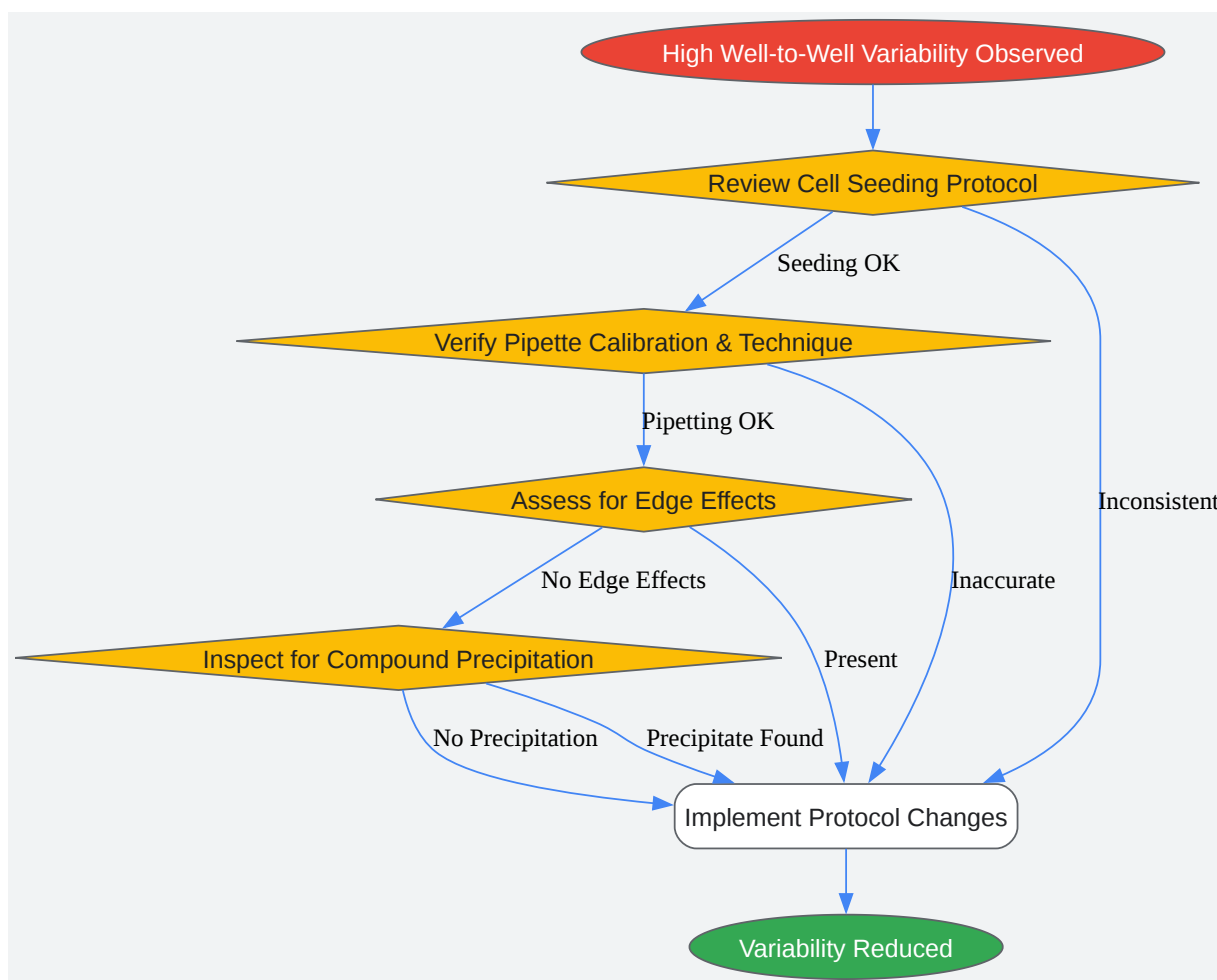 High Well-to-Well Variability Observed
Review Cell Seeding Protocol
Seeding OK
Verify Pipette Calibration & Technique
Pipetting OK
Assess for Edge Effects
Inconsistent
No Edge Effects
Inaccurate
Inspect for Compound Precipitation
Present
No Precipitation
Precipitate Found
Implement Protocol Changes
Variability Reduced